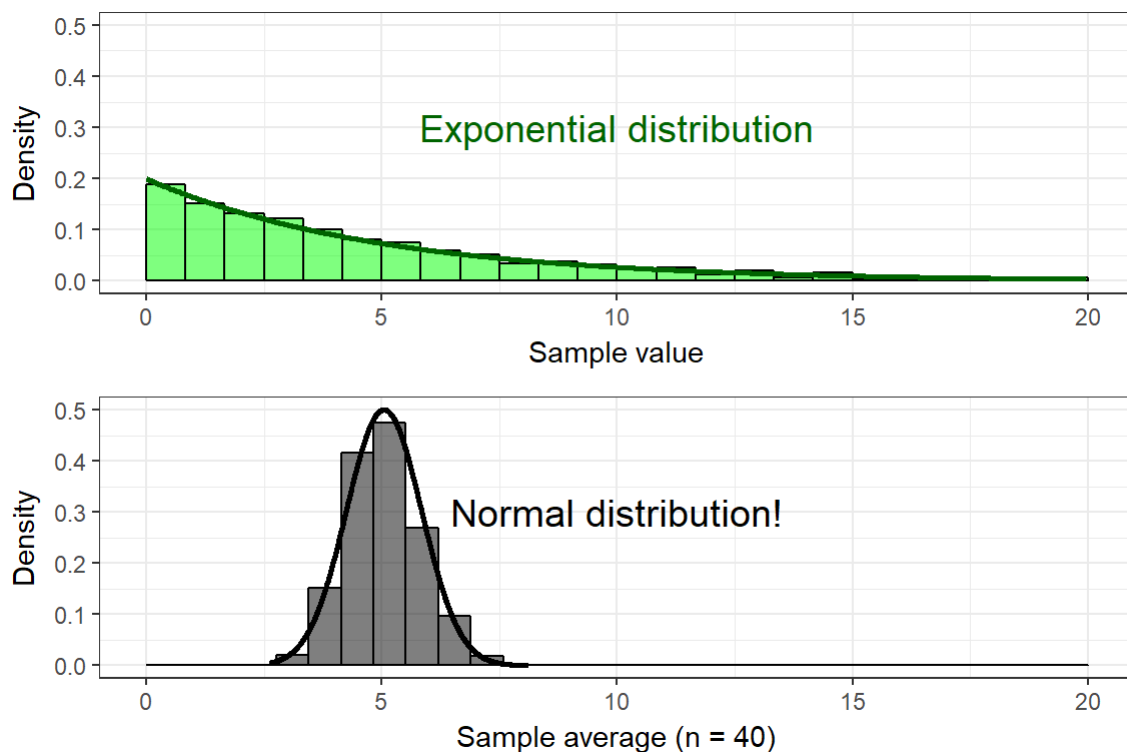 0.5
0.4
0.3
0.2
0.1
0.0
Density
Exponential distribution
0 5 10 15 20
Sample value
0.5
0.4
0.3
0.2
0.1
0.0
Density
Normal distribution!
0 5 10 15 20
Sample average (n = 40)